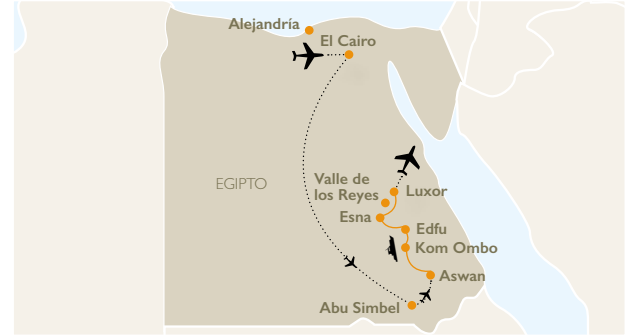 Alejandría
El Cairo
EGIPTO
Valle de
los Reyes
Luxor
Esna
Edfu
Kom Ombo
Aswan
Abu Simbel